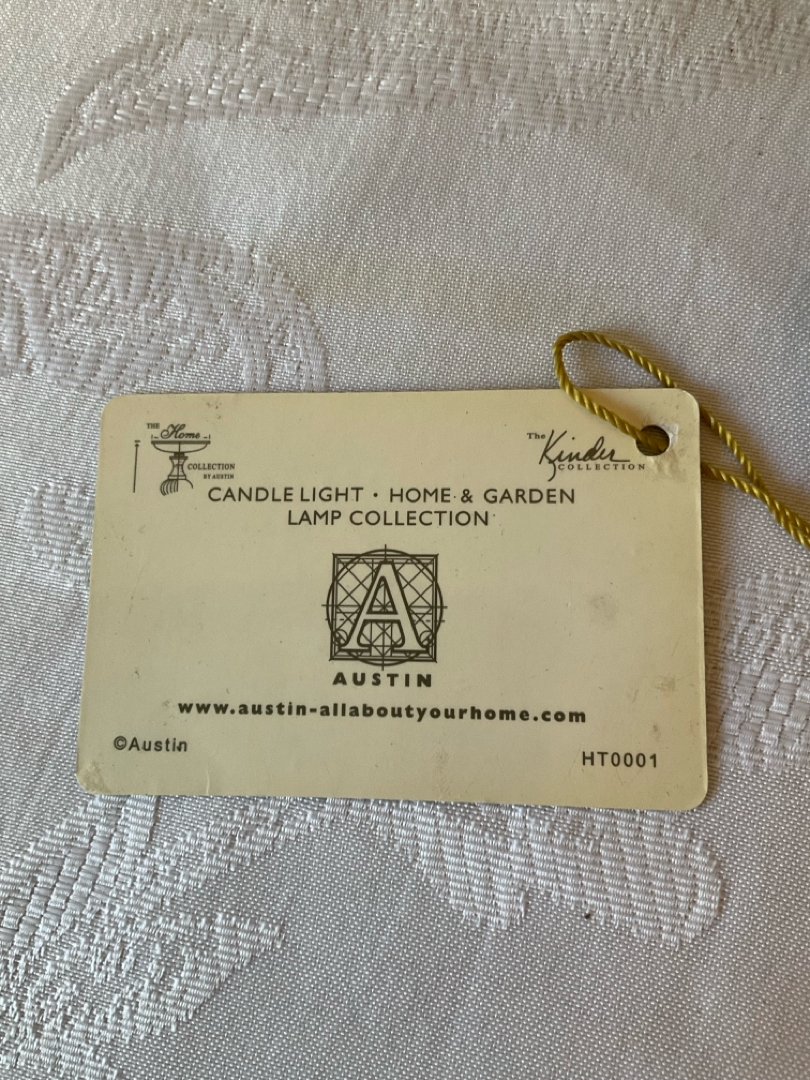 THE Home
COLLECTION
BY AUSTIN
The Kinder
COLLECTION
CANDLE LIGHT · HOME & GARDEN
LAMP COLLECTION
A
AUSTIN
www.austin-allaboutyourhome.com
©Austin
HT0001